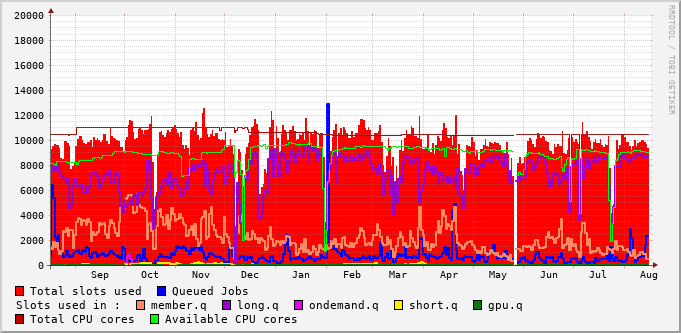 20000
18000
16000
14000
12000
10000
8000
6000
4000
2000
0
Sep Oct Nov Dec Jan Feb Mar Apr May Jun Jul Aug
Total slots used Queued Jobs
Slots used in : member.q long.q ondemand.q short.q gpu.q
Total CPU cores Available CPU cores
RRDTOOL / TOBI OETIKER